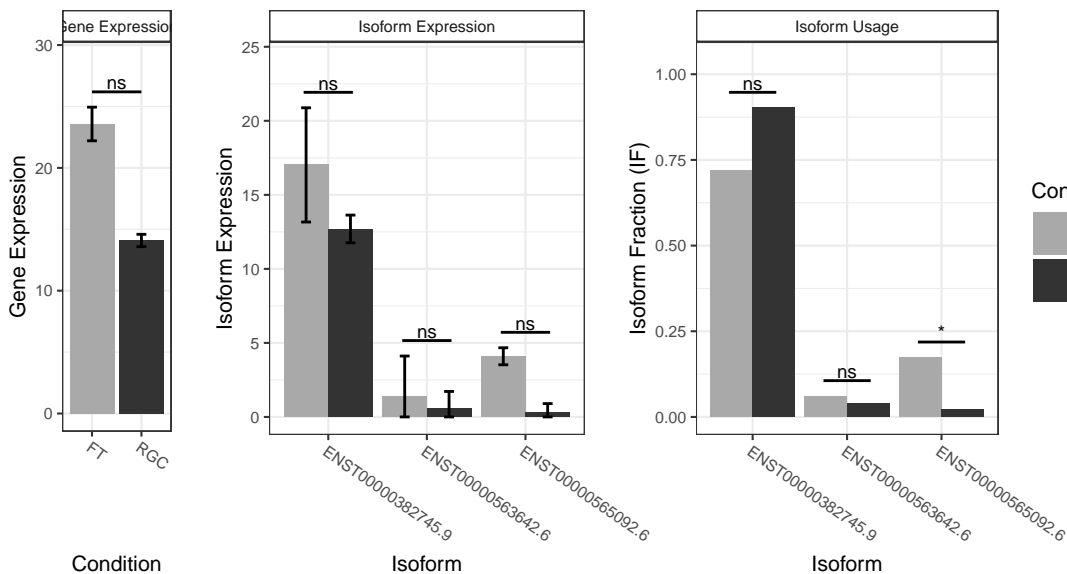 Gene Expression
Isoform Expression
Isoform Usage
Gene Expression
30
20
10
0
ns
FT
RGC
Condition
Isoform Expression
25
20
15
10
5
0
ns
ns
ns
ENST00000382745.9
ENST00000563642.6
ENST00000565092.6
Isoform
Isoform Fraction (IF)
1.00
0.75
0.50
0.25
0.00
ns
ns
*
ENST00000382745.9
ENST00000563642.6
ENST00000565092.6
Isoform
Con